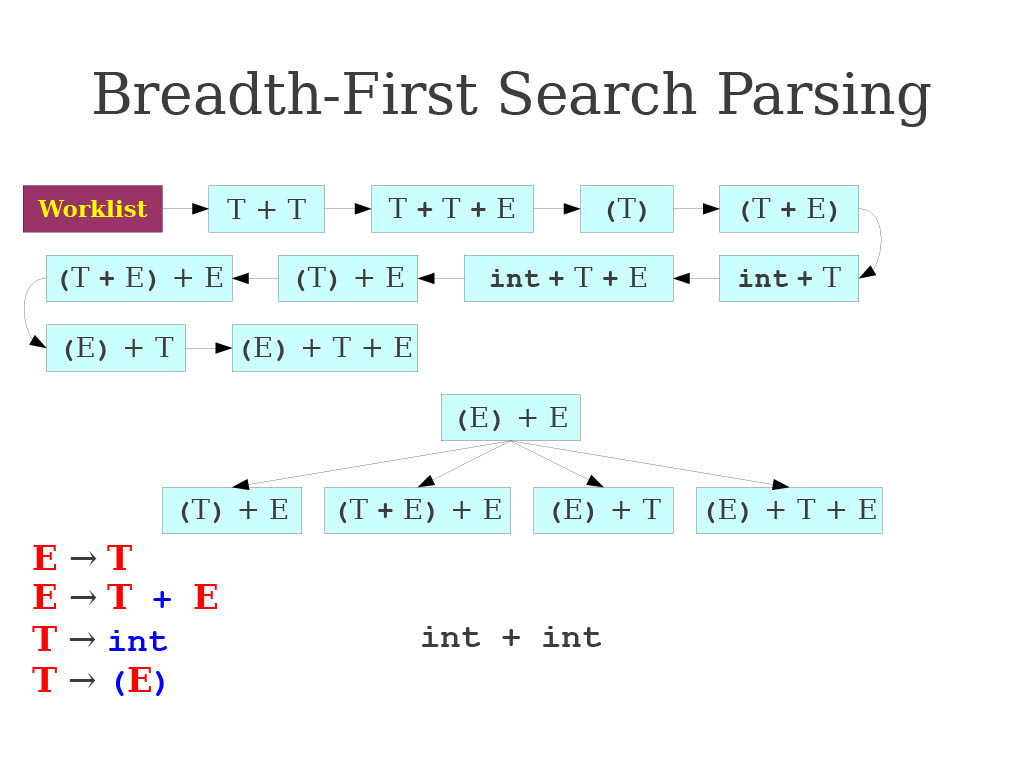 Breadth-First Search Parsing
Worklist T + T T + T + E (T) (T + E)
(T + E) + E (T) + E int + T + E int + T
(E) + T (E) + T + E
(E) + E
(T) + E (T + E) + E (E) + T (E) + T + E
E → T
E → T + E
T → int
T → (E)
int + int